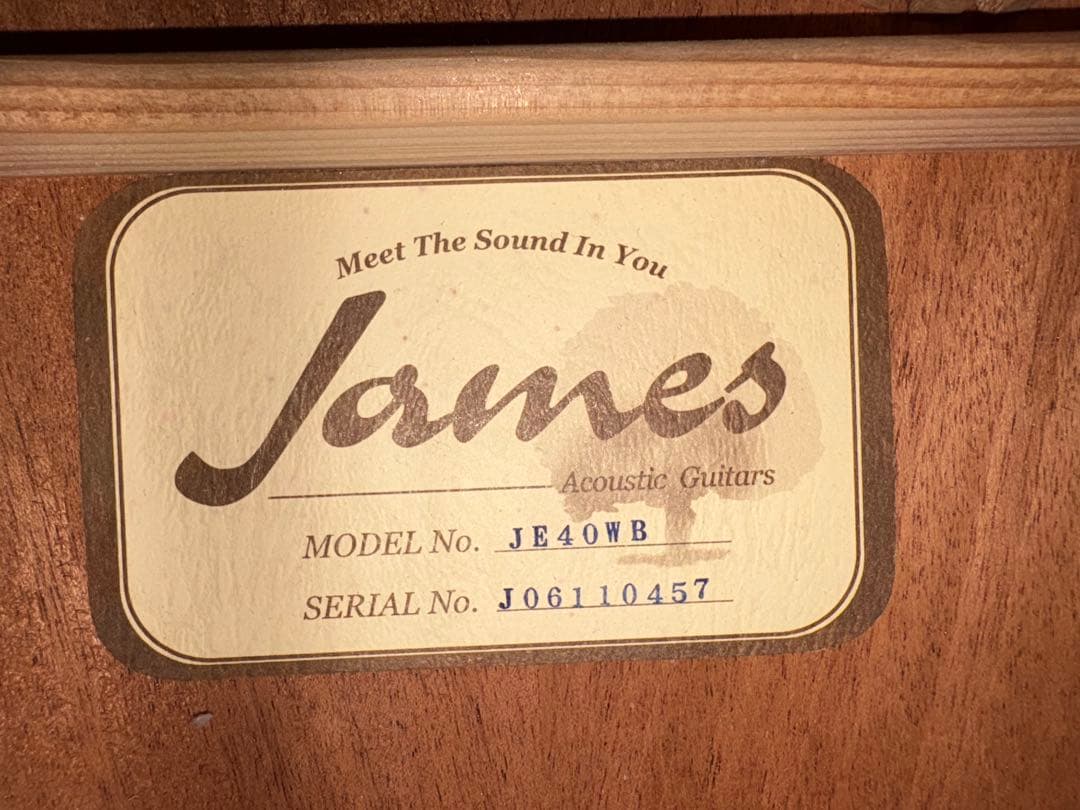 Meet The Sound In You
James
Acoustic Guitars
MODEL No. JE40WB
SERIAL No. J06110457